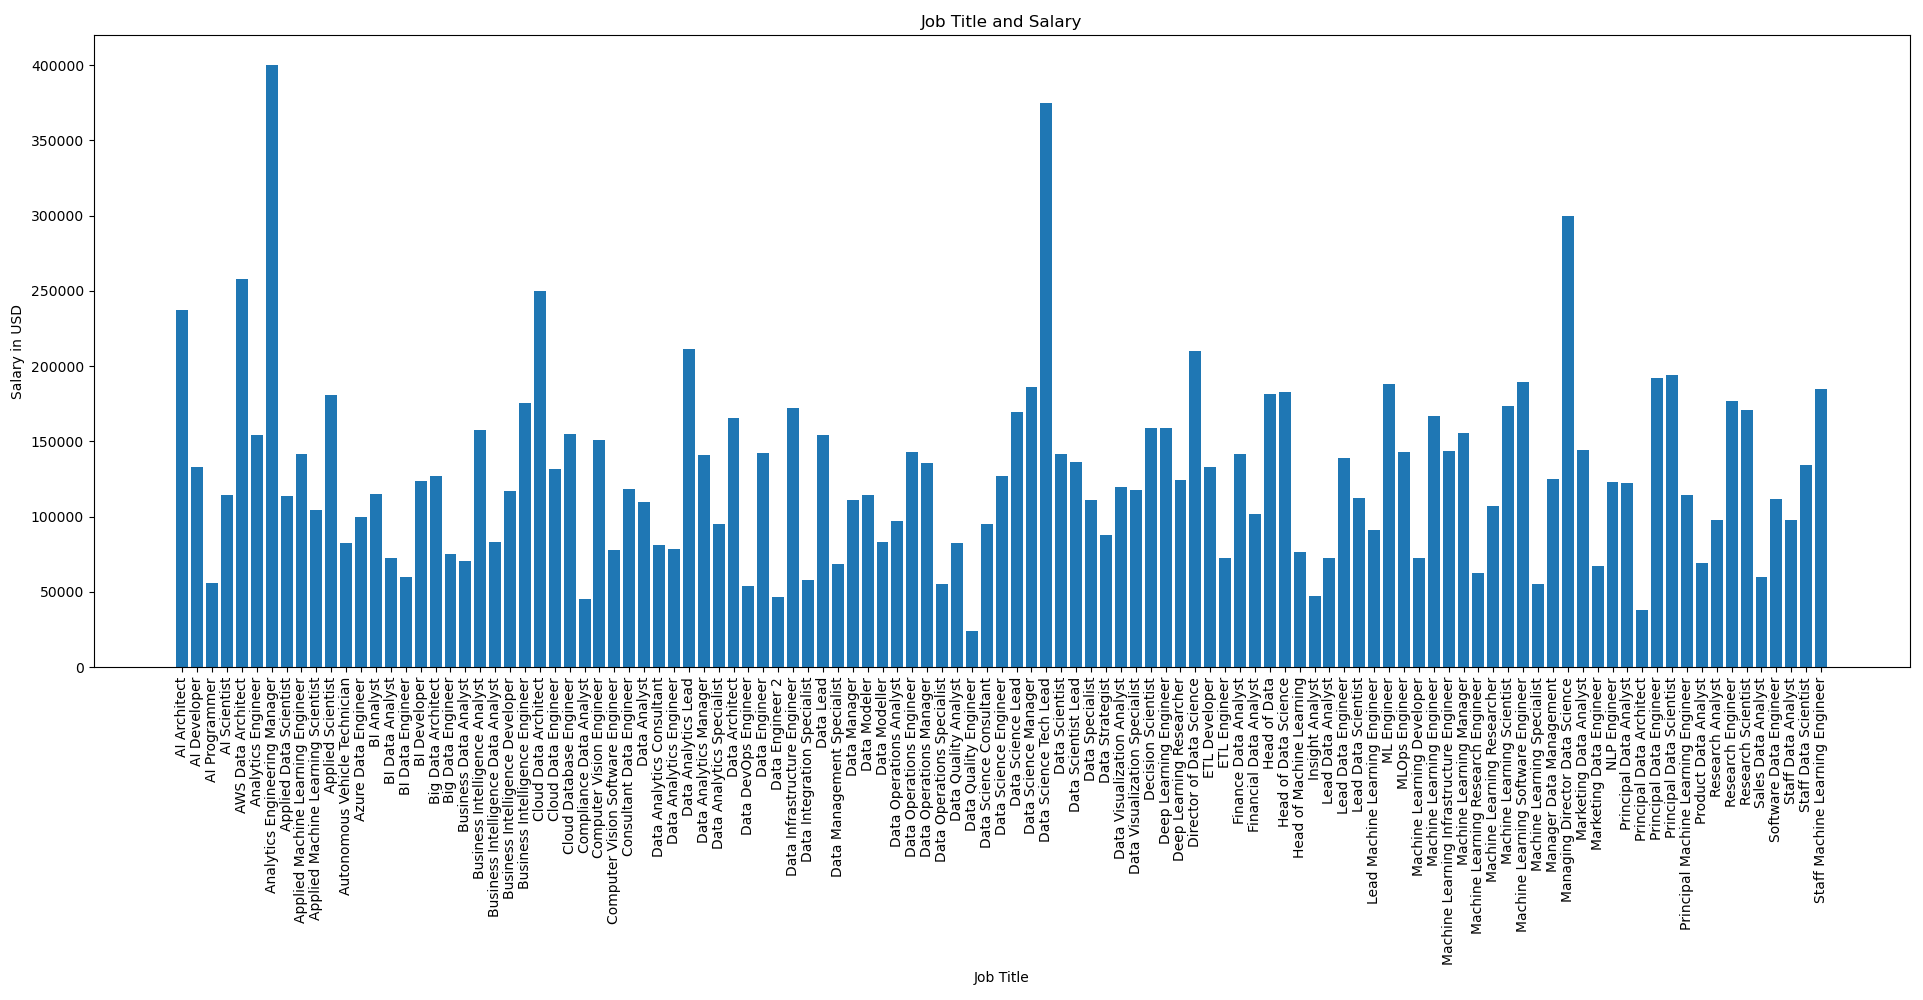 Job Title and Salary
Salary in USD
400000
350000
300000
250000
200000
150000
100000
50000
0
AI Architect
AI Developer
AI Programmer
AI Scientist
AWS Data Architect
Analytics Engineer
Analytics Engineering Manager
Applied Data Scientist
Applied Machine Learning Engineer
Applied Machine Learning Scientist
Applied Scientist
Autonomous Vehicle Technician
Azure Data Engineer
BI Analyst
BI Data Analyst
BI Data Engineer
BI Developer
Big Data Architect
Big Data Engineer
Business Data Analyst
Business Intelligence Analyst
Business Intelligence Data Analyst
Business Intelligence Developer
Business Intelligence Engineer
Cloud Data Architect
Cloud Data Engineer
Cloud Database Engineer
Compliance Data Analyst
Computer Vision Engineer
Computer Vision Software Engineer
Consultant Data Engineer
Data Analyst
Data Analytics Consultant
Data Analytics Engineer
Data Analytics Lead
Data Analytics Manager
Data Analytics Specialist
Data Architect
Data DevOps Engineer
Data Engineer
Data Engineer 2
Data Infrastructure Engineer
Data Integration Specialist
Data Lead
Data Management Specialist
Data Manager
Data Modeler
Data Modeller
Data Operations Analyst
Data Operations Engineer
Data Operations Manager
Data Operations Specialist
Data Quality Analyst
Data Quality Engineer
Data Science Consultant
Data Science Engineer
Data Science Lead
Data Science Manager
Data Science Tech Lead
Data Scientist
Data Scientist Lead
Data Specialist
Data Strategist
Data Visualization Analyst
Data Visualization Specialist
Decision Scientist
Deep Learning Engineer
Deep Learning Researcher
Director of Data Science
ETL Developer
ETL Engineer
Finance Data Analyst
Financial Data Analyst
Head of Data
Head of Data Science
Head of Machine Learning
Insight Analyst
Lead Data Analyst
Lead Data Engineer
Lead Data Scientist
Lead Machine Learning Engineer
ML Engineer
MLOps Engineer
Machine Learning Developer
Machine Learning Engineer
Machine Learning Infrastructure Engineer
Machine Learning Manager
Machine Learning Research Engineer
Machine Learning Researcher
Machine Learning Scientist
Machine Learning Software Engineer
Machine Learning Specialist
Manager Data Management
Managing Director Data Science
Marketing Data Analyst
Marketing Data Engineer
NLP Engineer
Principal Data Analyst
Principal Data Architect
Principal Data Engineer
Principal Data Scientist
Principal Machine Learning Engineer
Product Data Analyst
Research Analyst
Research Engineer
Research Scientist
Sales Data Analyst
Software Data Engineer
Staff Data Analyst
Staff Data Scientist
Staff Machine Learning Engineer
Job Title